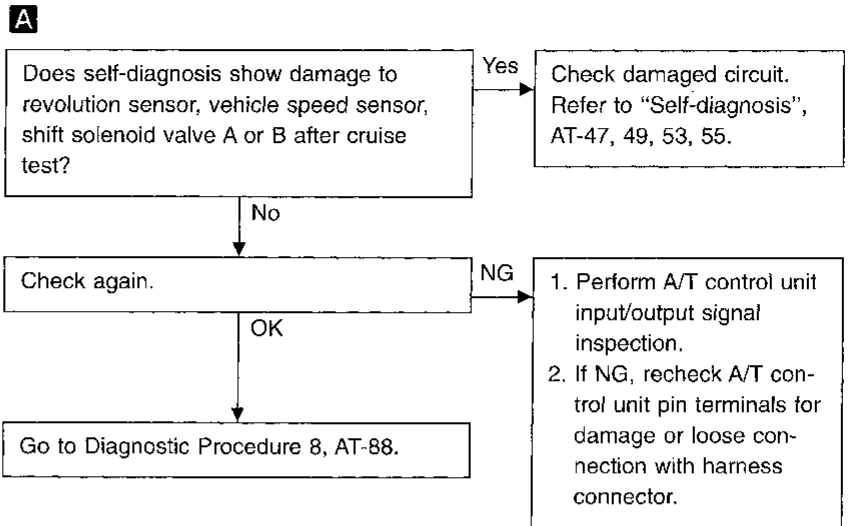 A
Does self-diagnosis show damage to
revolution sensor, vehicle speed sensor,
shift solenoid valve A or B after cruise
test?
Yes
Check damaged circuit.
Refer to “Self-diagnosis”,
AT-47, 49, 53, 55.
No
Check again.
NG
1. Perform A/T control unit
input/output signal
inspection.
2. If NG, recheck A/T con-
trol unit pin terminals for
damage or loose con-
nection with harness
connector.
OK
Go to Diagnostic Procedure 8, AT-88.